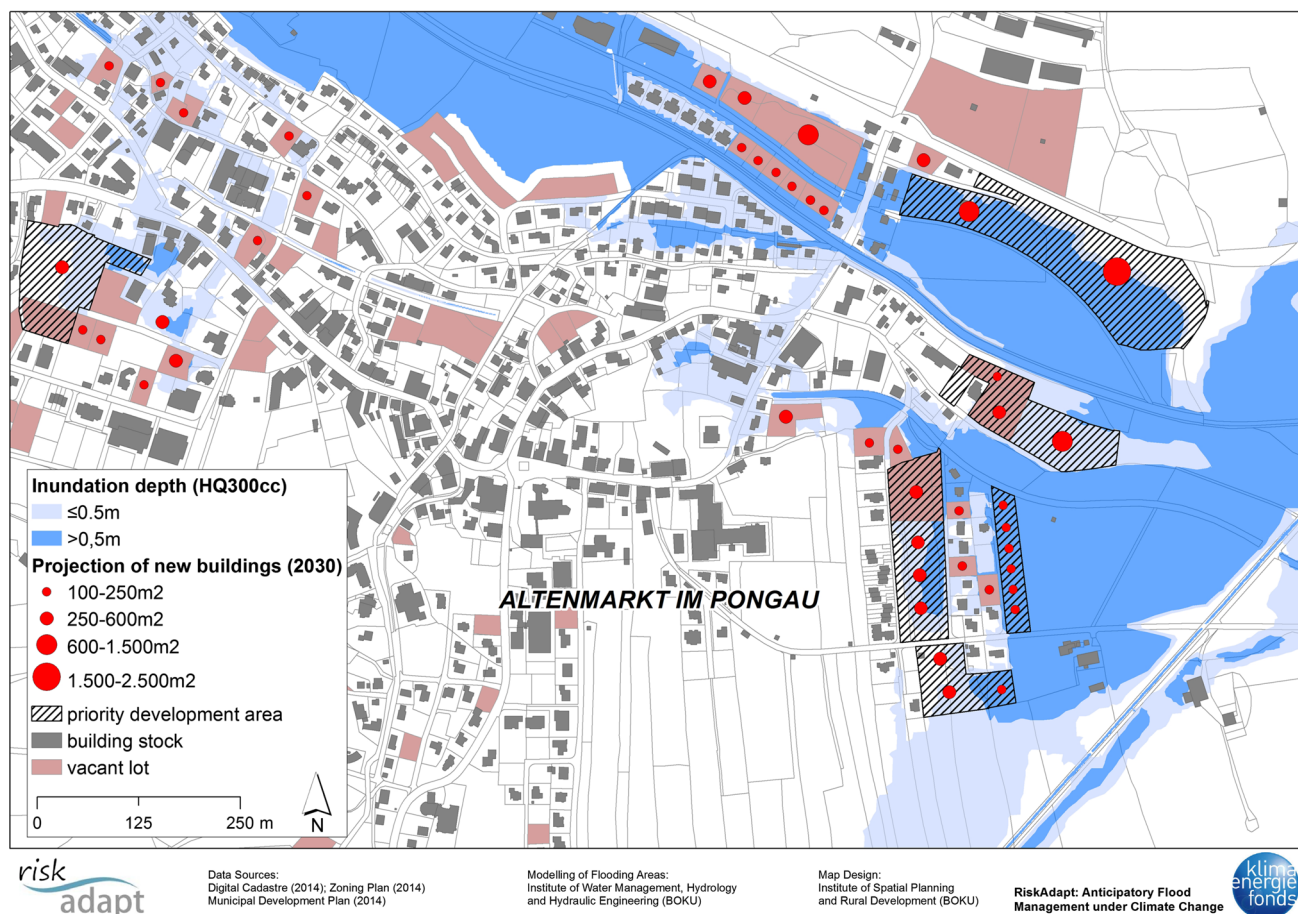 ALTENMARKT IM PONGAU
Inundation depth (HQ300cc)
≤0.5m
>0,5m
Projection of new buildings (2030)
100-250m2
250-600m2
600-1.500m2
1.500-2.500m2
priority development area
building stock
vacant lot
0 125 250 m
N
risk
adapt
Data Sources:
Digital Cadastre (2014); Zoning Plan (2014)
Municipal Development Plan (2014)
Modelling of Flooding Areas:
Institute of Water Management, Hydrology
and Hydraulic Engineering (BOKU)
Map Design:
Institute of Spatial Planning
and Rural Development (BOKU)
RiskAdapt: Anticipatory Flood
Management under Climate Change
klima
energie
fonds